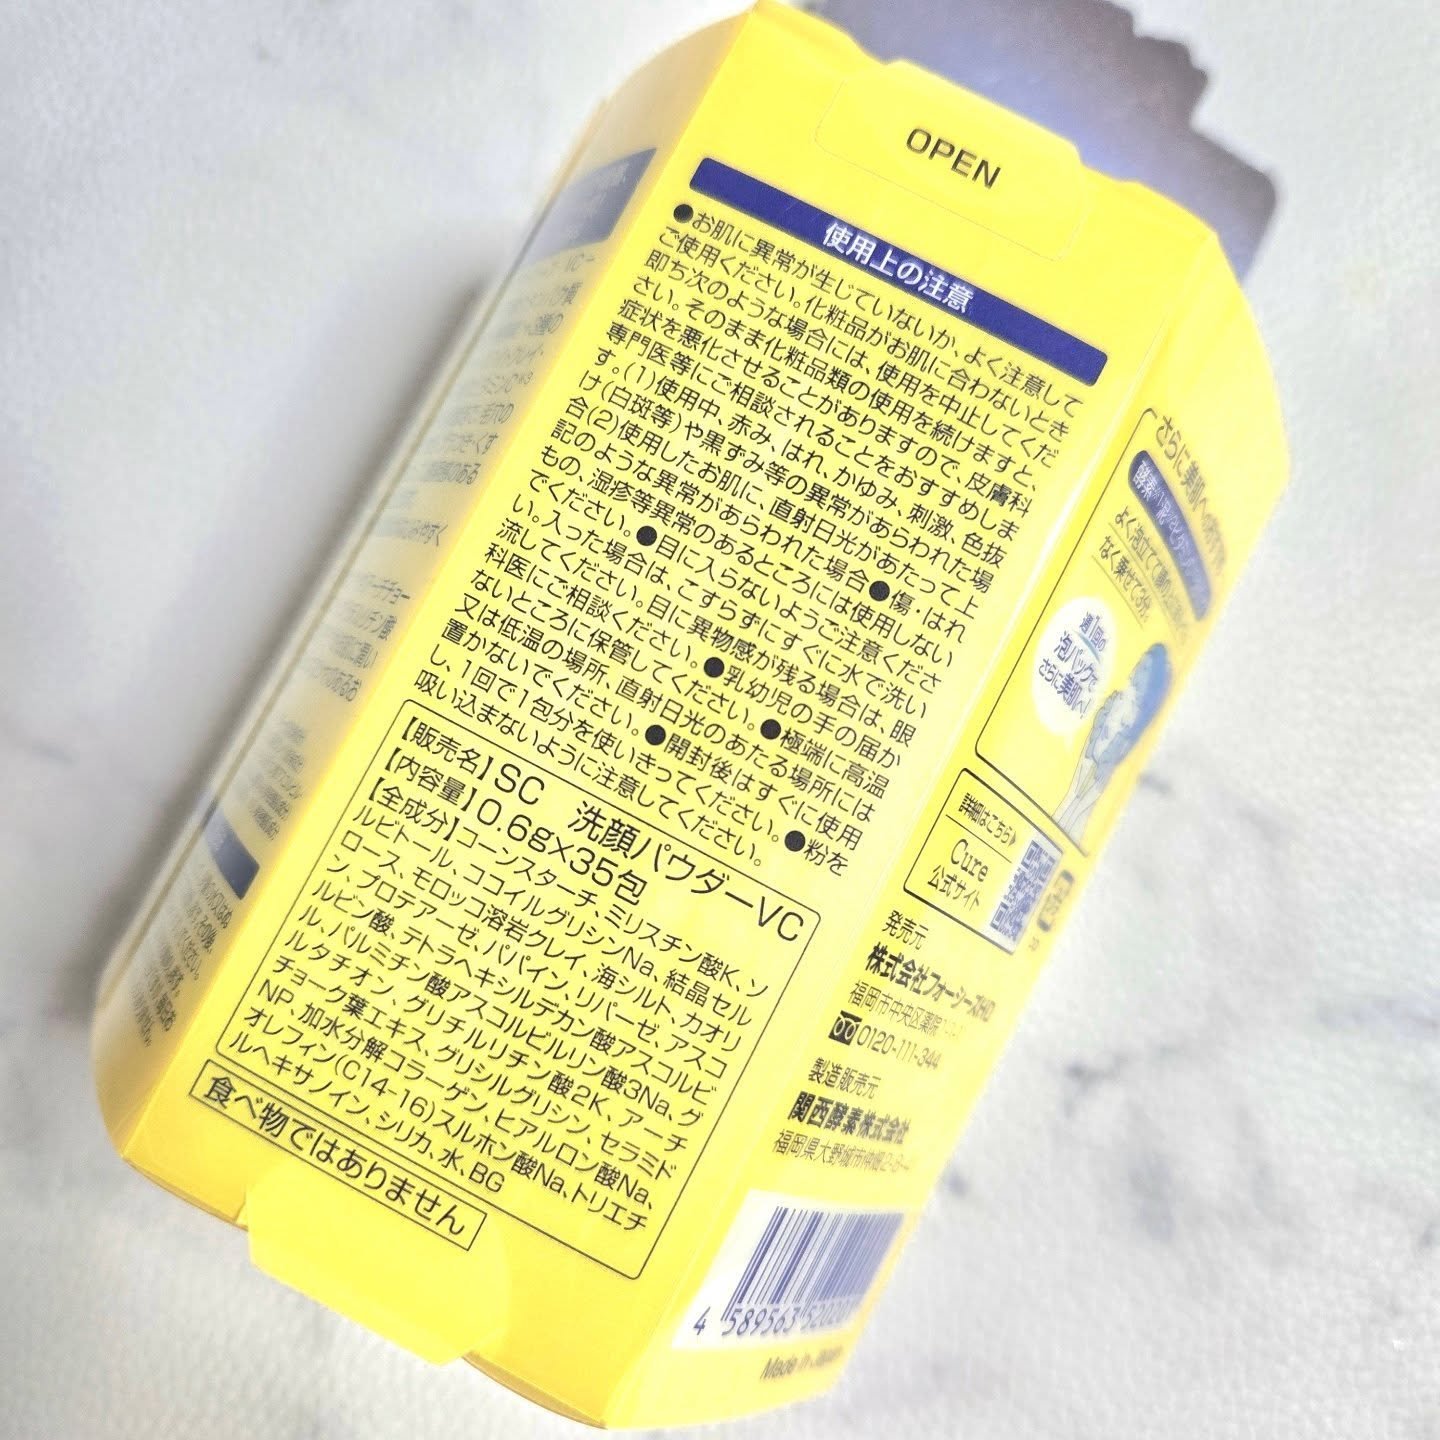 OPEN
使用上の注意
●お肌に異常が生じていないか、よく注意して
ご使用ください。化粧品がお肌に合わないとき
即ち次のような場合には、使用を中止してくだ
さい。そのまま化粧品類の使用を続けますと、
症状を悪化させることがありますので、皮膚科
専門医等にご相談されることをおすすめしま
す。(1)使用中、赤み、はれ、かゆみ、刺激、色抜
け(白斑等)や黒ずみ等の異常があらわれた場
合(2)使用したお肌に、直射日光があたって上
記のような異常があらわれた場合●傷・はれ
もの、湿疹等異常のあるところには使用しない
でください。●目に入らないようご注意くださ
い。入った場合は、こすらずにすぐに水で洗い
流してください。目に異物感が残る場合は、眼
科医にご相談ください。●乳幼児の手の届か
ないところに保管してください。●極端に高温
又は低温の場所、直射日光のあたる場所には
置かないでください。●開封後はすぐに使用
し、1回で1包分を使いきってください。●粉を
吸い込まないように注意してください。
【販売名】SC 洗顔パウダーVC
【内容量】0.6g×35包
【全成分】コーンスターチ、ミリスチン酸K、ソ
ルビトール、ココイルグリシンNa、結晶セル
ロース、モロッコ溶岩クレイ、海シルト、カオリ
ン、プロテアーゼ、パパイン、リパーゼ、アスコ
ルビン酸、テトラヘキシルデカン酸アスコルビ
ル、パルミチン酸アスコルビルリン酸3Na、グ
ルタチオン、グリチルリチン酸2K、アーチ
チョーク葉エキス、グリシルグリシン、セラミド
NP、加水分解コラーゲン、ヒアルロン酸Na、
オレフィン(C14-16)スルホン酸Na、トリエチ
ルヘキサノイン、シリカ、水、BG
食べ物ではありません
さらに美肌へ
よく泡立てて
なく乗せて3分
週1回の
泡パックで
さらに美肌へ!
詳細はこちら▶
Cure
公式サイト
発売元
株式会社フォーシーズHD
福岡市中央区薬院
0120-111-344
製造販売元
関西酵素株式会社
福岡県大野城市仲畑2-8-
4 589563 52020
Made in Japan